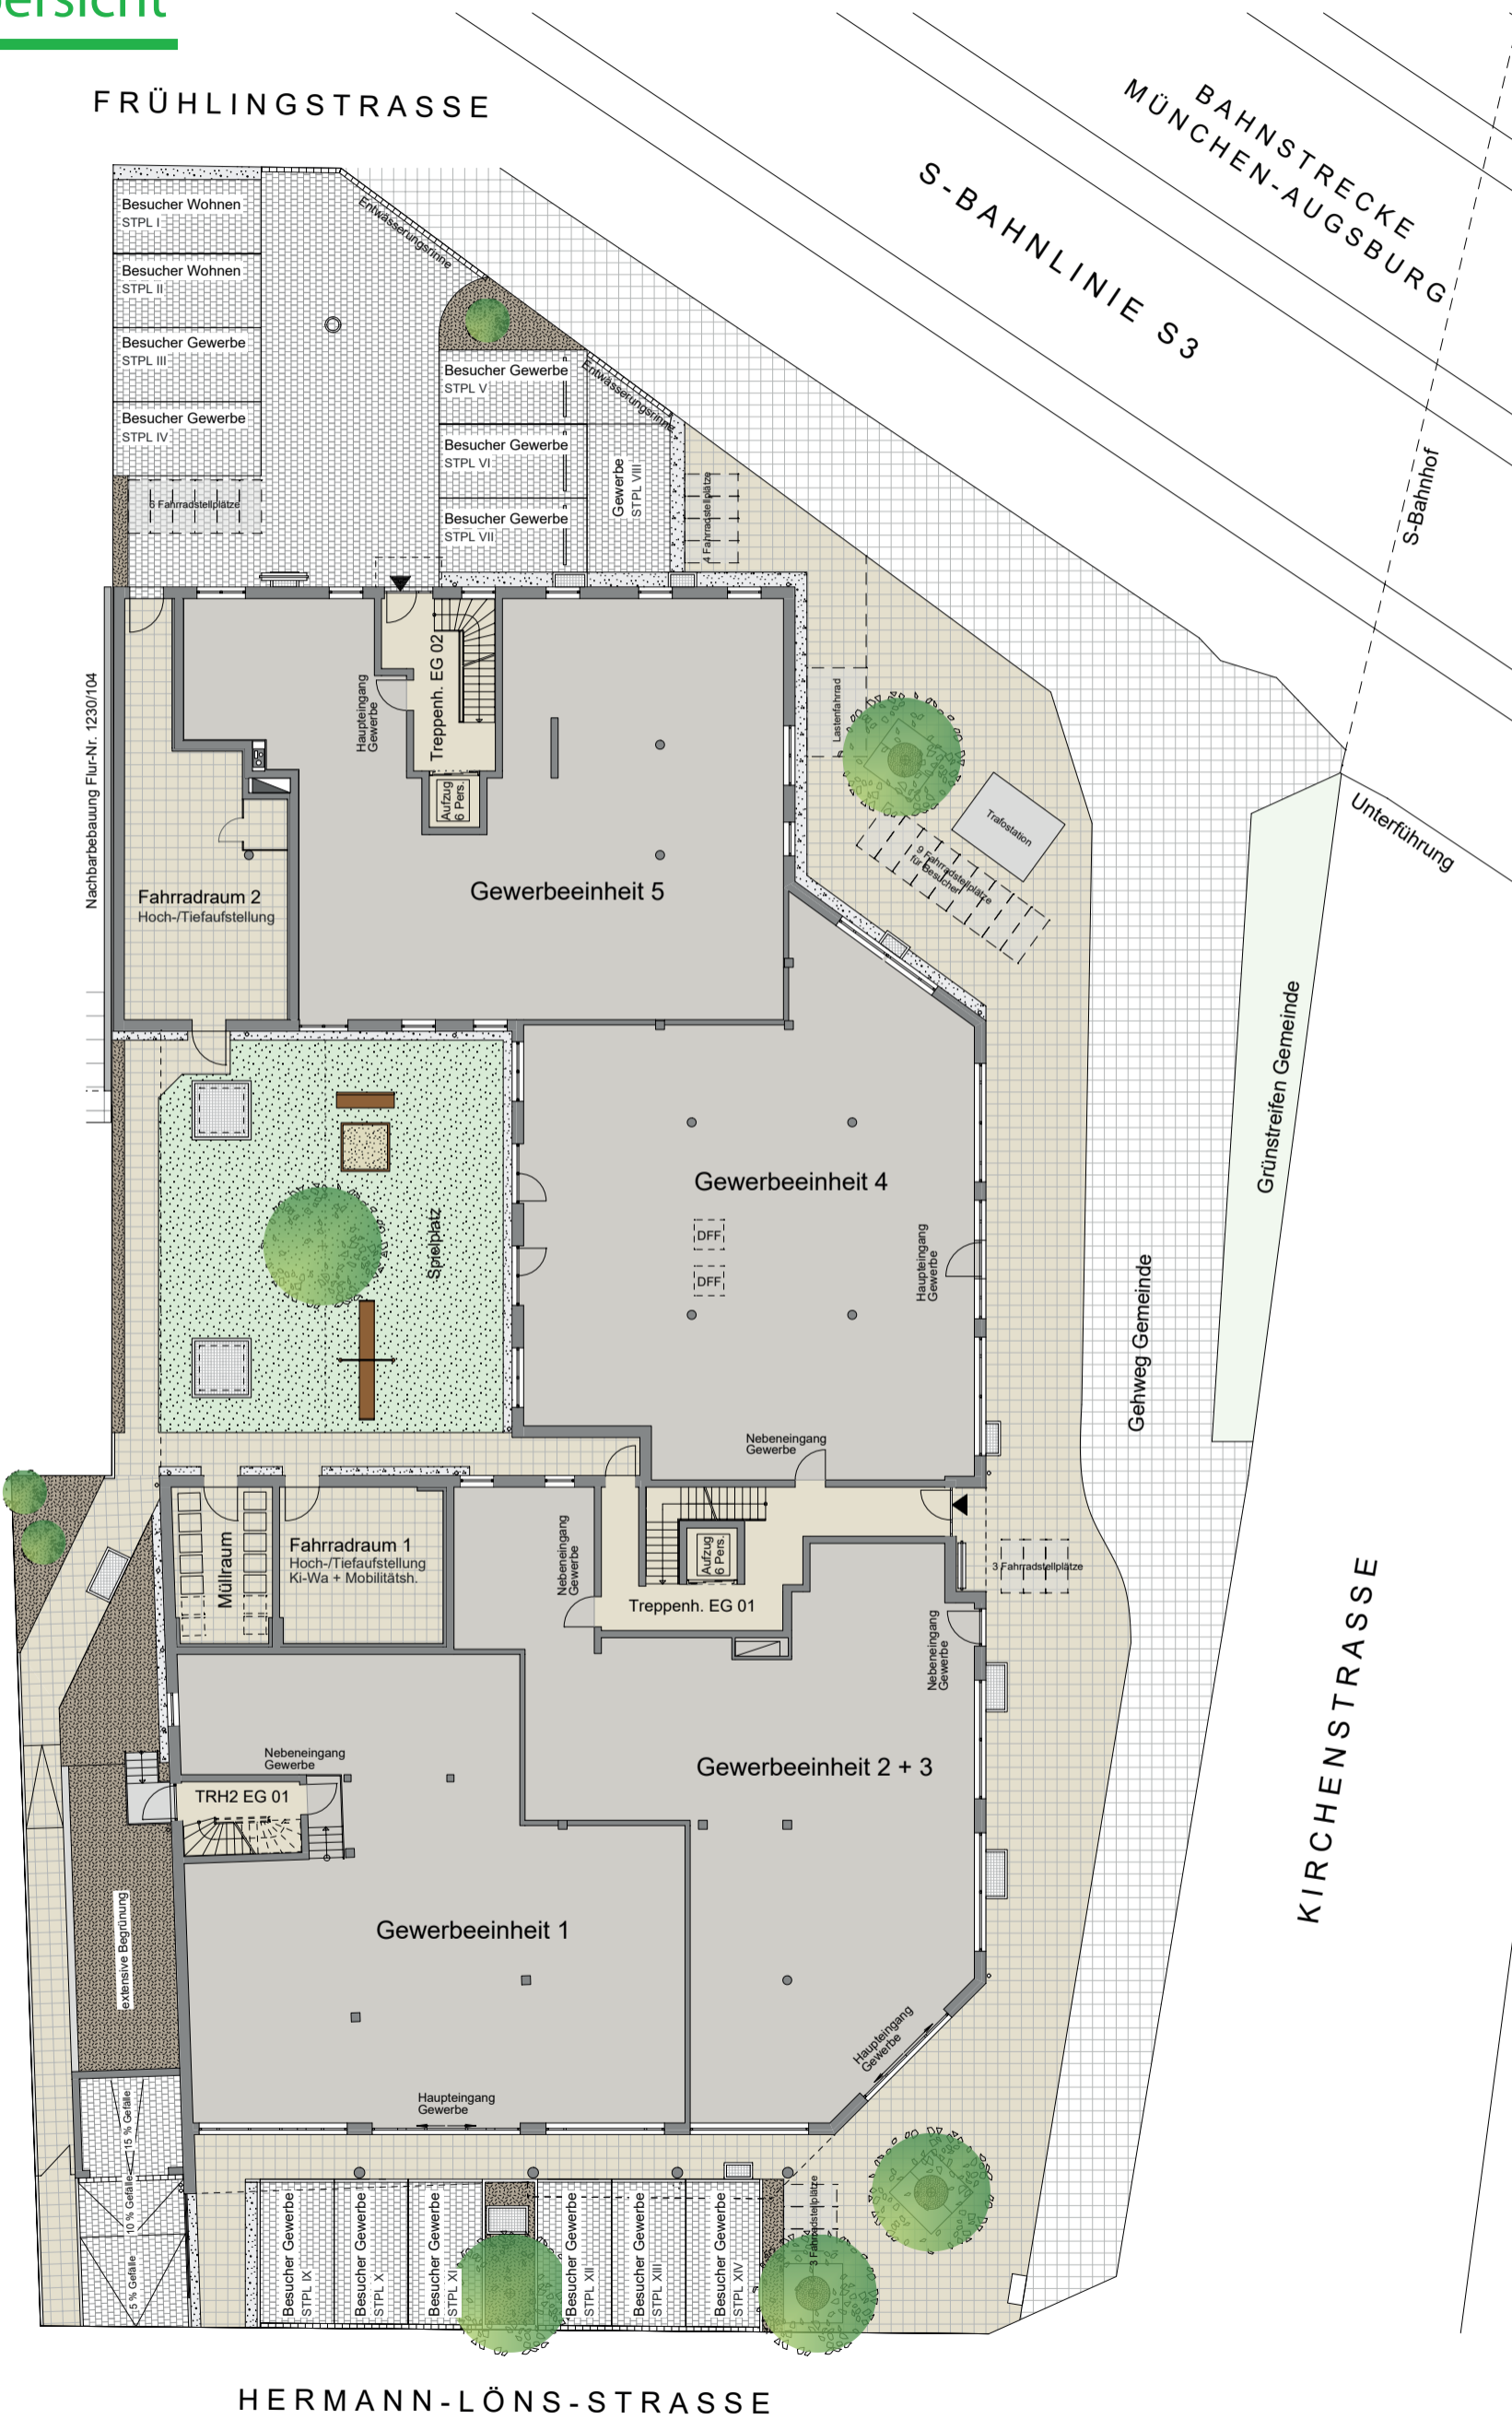 ersicht
FRÜHLINGSTRASSE
BAHNSTRECKE
MÜNCHEN-AUGSBURG
S-BAHNLINIE S3
S-Bahnhof
Unterführung
Besucher Wohnen
STPL I
Besucher Wohnen
STPL II
Besucher Gewerbe
STPL III
Besucher Gewerbe
STPL IV
6 Fahrradstellplätze
Entwässerungsrinne
Besucher Gewerbe
STPL V
Besucher Gewerbe
STPL VI
Besucher Gewerbe
STPL VII
Entwässerungsrinne
Gewerbe
STPL VIII
4 Fahrradstellplätze
Nachbarbebauung Flur-Nr. 1230/104
Haupteingang
Gewerbe
Treppenh. EG 02
Aufzug
6 Pers.
Lastenfahrrad
Trafostation
9 Fahrradstellplätze
für Besucher
Fahrradraum 2
Hoch-/Tiefaufstellung
Gewerbeeinheit 5
Grünstreifen Gemeinde
Gewerbeeinheit 4
DFF
DFF
Haupteingang
Gewerbe
Spielplatz
Gehweg Gemeinde
Nebeneingang
Gewerbe
Müllraum
Fahrradraum 1
Hoch-/Tiefaufstellung
Ki-Wa + Mobilitätsh.
Nebeneingang
Gewerbe
Aufzug
6 Pers.
Treppenh. EG 01
3 Fahrradstellplätze
Nebeneingang
Gewerbe
KIRCHENSTRASSE
Nebeneingang
Gewerbe
TRH2 EG 01
Gewerbeeinheit 2 + 3
extensive Begrünung
Gewerbeeinheit 1
Haupteingang
Gewerbe
Haupteingang
Gewerbe
15 % Gefälle
10 % Gefälle
5 % Gefälle
Besucher Gewerbe
STPL IX
Besucher Gewerbe
STPL X
Besucher Gewerbe
STPL XI
Besucher Gewerbe
STPL XII
Besucher Gewerbe
STPL XIII
Besucher Gewerbe
STPL XIV
3 Fahrradstellplätze
HERMANN-LÖNS-STRASSE